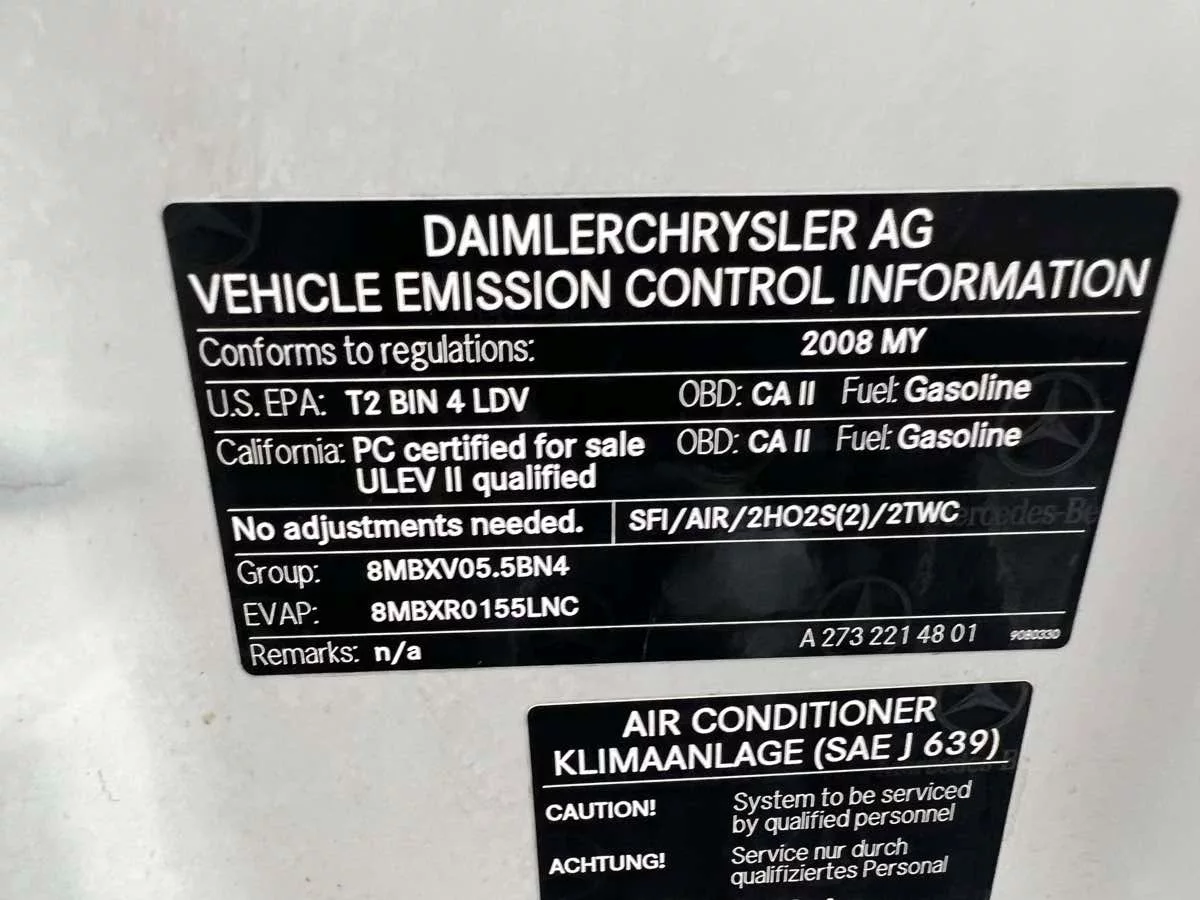 DAIMLERCHRYSLER AG
VEHICLE EMISSION CONTROL INFORMATION
Conforms to regulations: 2008 MY
U.S. EPA: T2 BIN 4 LDV OBD: CA II Fuel: Gasoline
California: PC certified for sale OBD: CA II Fuel: Gasoline
ULEV II qualified
No adjustments needed. SFI/AIR/2HO2S(2)/2TWC
Group: 8MBXV05.5BN4
EVAP: 8MBXR0155LNC
Remarks: n/a A 273 221 48 01 9080330
AIR CONDITIONER
KLIMAANLAGE (SAE J 639)
CAUTION! System to be serviced
by qualified personnel
ACHTUNG! Service nur durch
qualifiziertes Personal